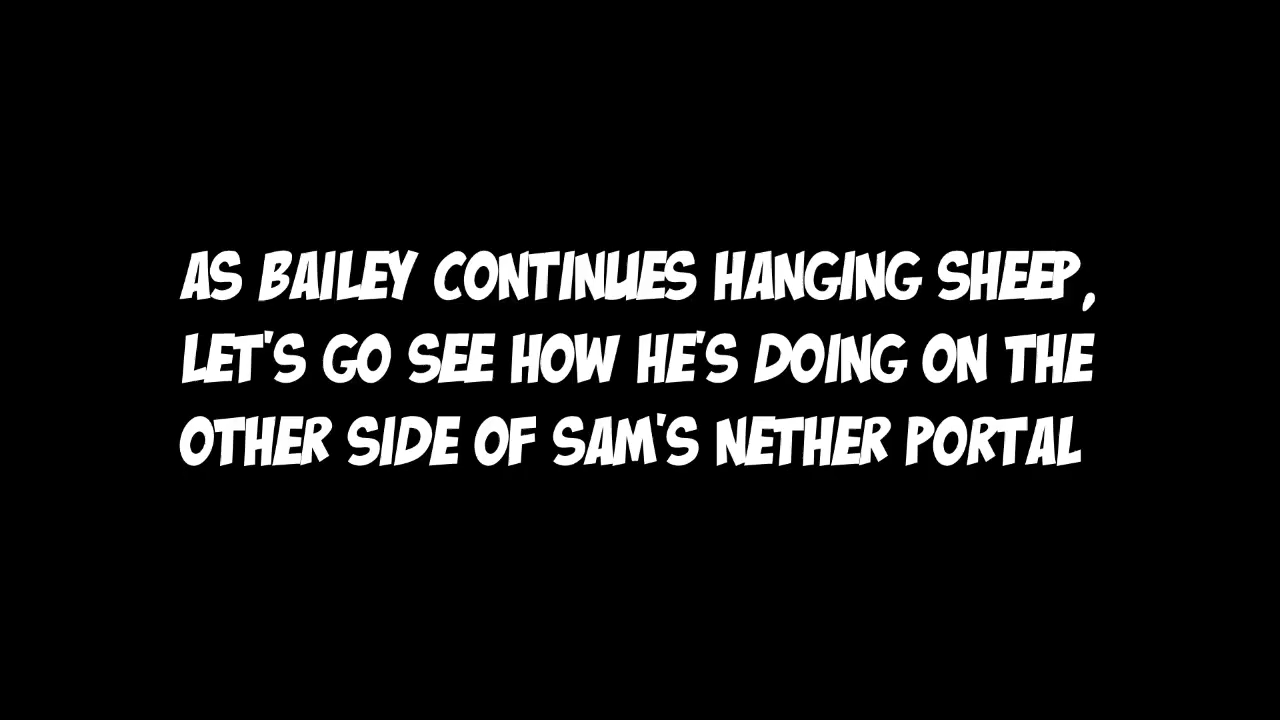 AS BAILEY CONTINUES HANGING SHEEP,
LET'S GO SEE HOW HE'S DOING ON THE
OTHER SIDE OF SAM'S NETHER PORTAL